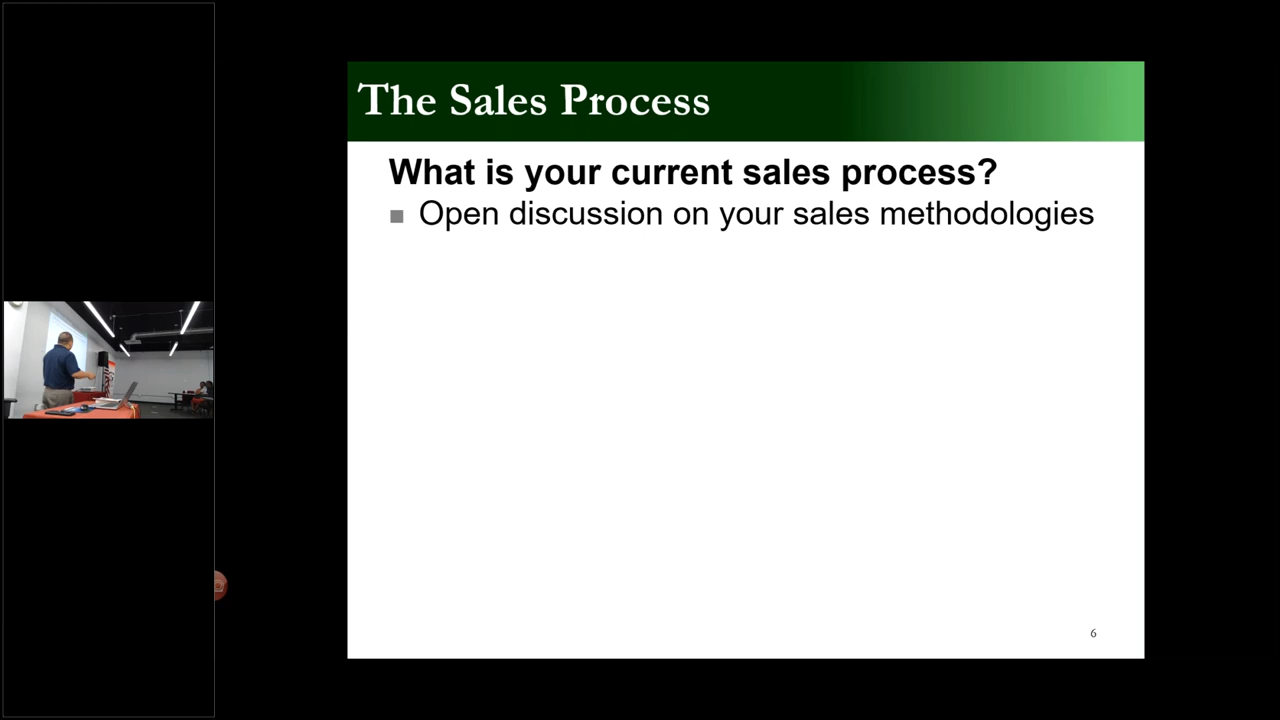 The Sales Process
What is your current sales process?
Open discussion on your sales methodologies
6